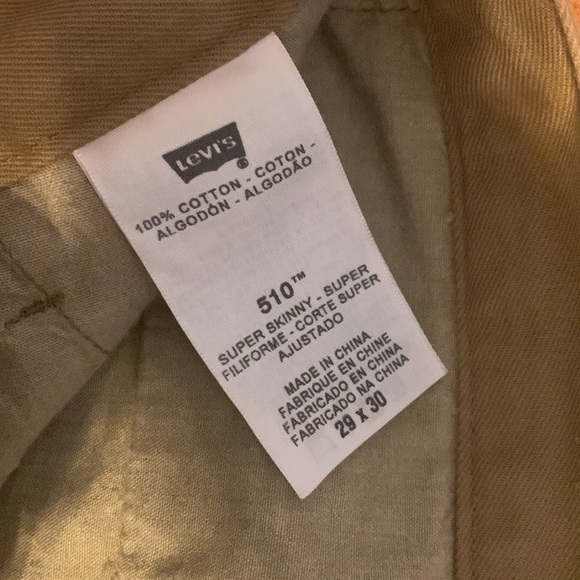 Levi's ®
100% COTTON - COTON -
ALGODÓN - ALGODÃO
510™
SUPER SKINNY - SUPER
FILIFORME - CORTE SUPER
AJUSTADO
MADE IN CHINA
FABRIQUE EN CHINE
FABRICADO EN CHINA
FABRICADO NA CHINA
29 x 30